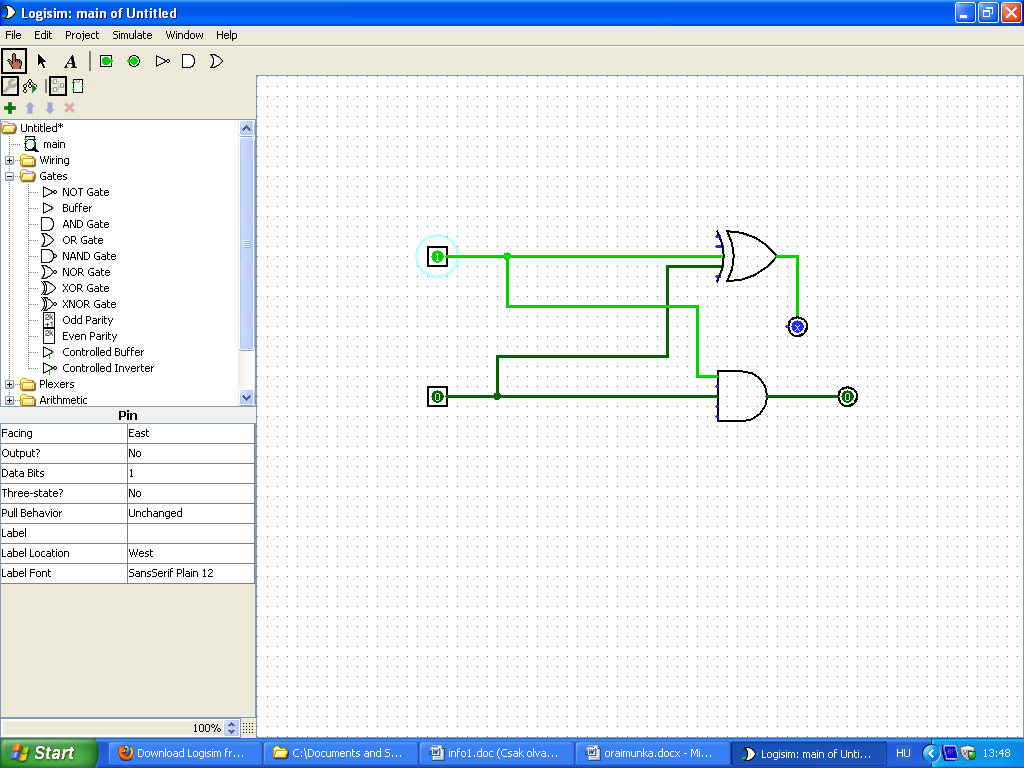 Logisim: main of Untitled
File Edit Project Simulate Window Help
A
Untitled*
main
Wiring
Gates
NOT Gate
Buffer
AND Gate
OR Gate
NAND Gate
NOR Gate
XOR Gate
XNOR Gate
Odd Parity
Even Parity
Controlled Buffer
Controlled Inverter
Plexers
Arithmetic
Pin
Facing East
Output? No
Data Bits 1
Three-state? No
Pull Behavior Unchanged
Label
Label Location West
Label Font SansSerif Plain 12
100%
1
x
0
0
Start Download Logisim fr... C:\Documents and S... info1.doc (Csak olva... oraimunka.docx - Mi... Logisim: main of Unti... HU 13:48